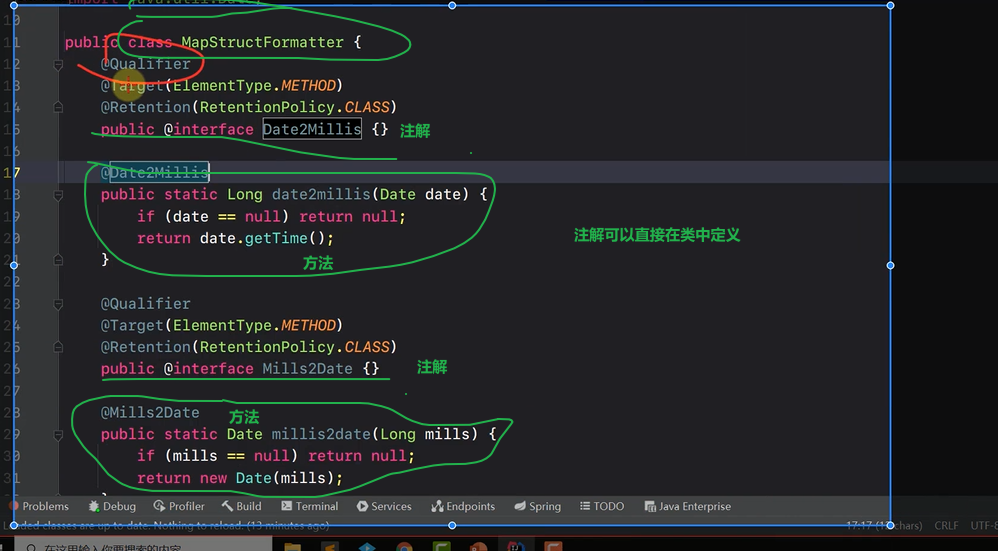 import java.util.Date;
10
11 public class MapStructFormatter {
12 @Qualifier
13 @Target(ElementType.METHOD)
14 @Retention(RetentionPolicy.CLASS)
15 public @interface Date2Millis {} 注解
16
17 @Date2Millis
18 public static Long date2millis(Date date) {
19 if (date == null) return null;
20 return date.getTime();
注解可以直接在类中定义
21 }
方法
22
23 @Qualifier
24 @Target(ElementType.METHOD)
25 @Retention(RetentionPolicy.CLASS)
26 public @interface Mills2Date {} 注解
27
28 @Mills2Date 方法
29 public static Date millis2date(Long mills) {
30 if (mills == null) return null;
31 return new Date(mills);
Problems Debug Profiler Build Terminal Services Endpoints Spring TODO Java Enterprise
classes are up to date. Nothing to reload. (13 minutes ago) 17:17 chars) CRLF UTF-8
在这里输入你要搜索的内容